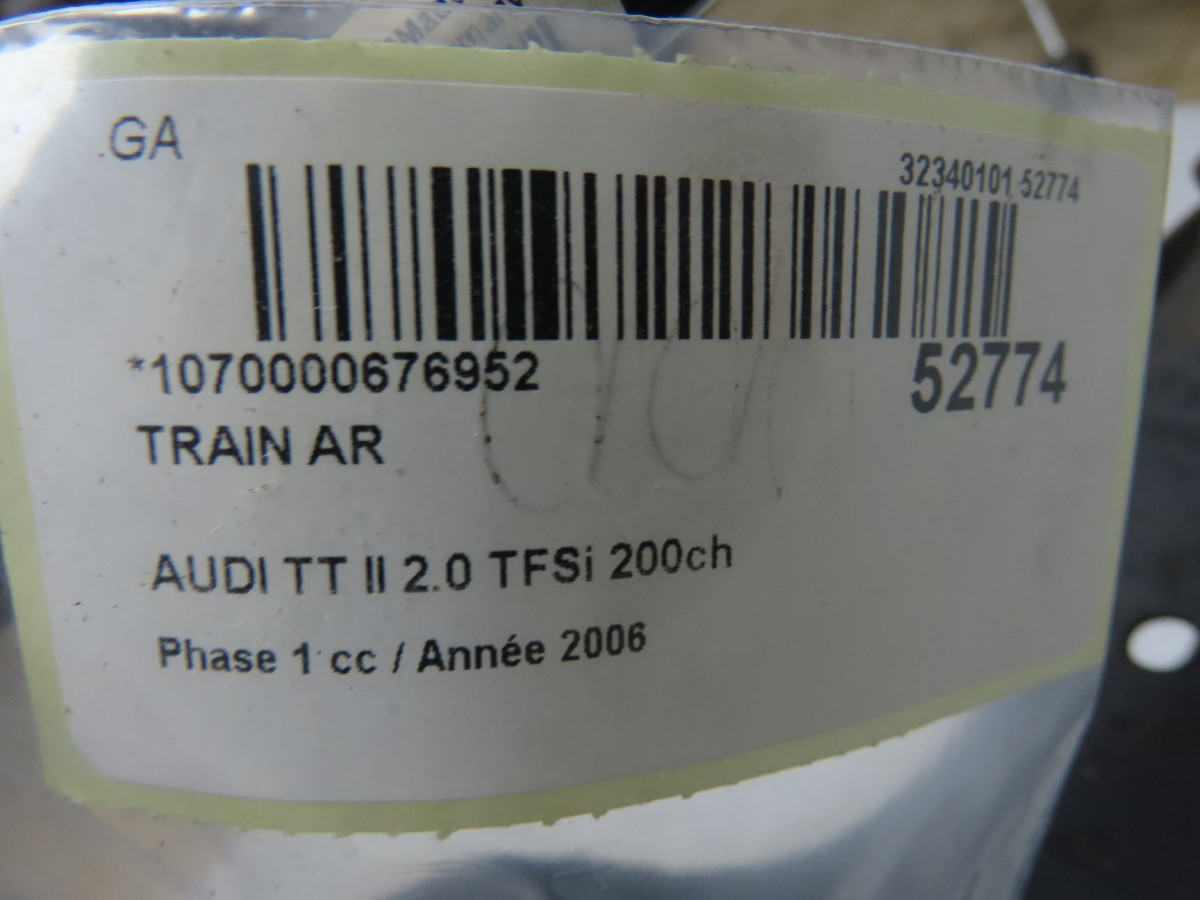 GA
32340101 52774
*1070000676952
52774
TRAIN AR
AUDI TT II 2.0 TFSi 200ch
Phase 1 cc / Année 2006